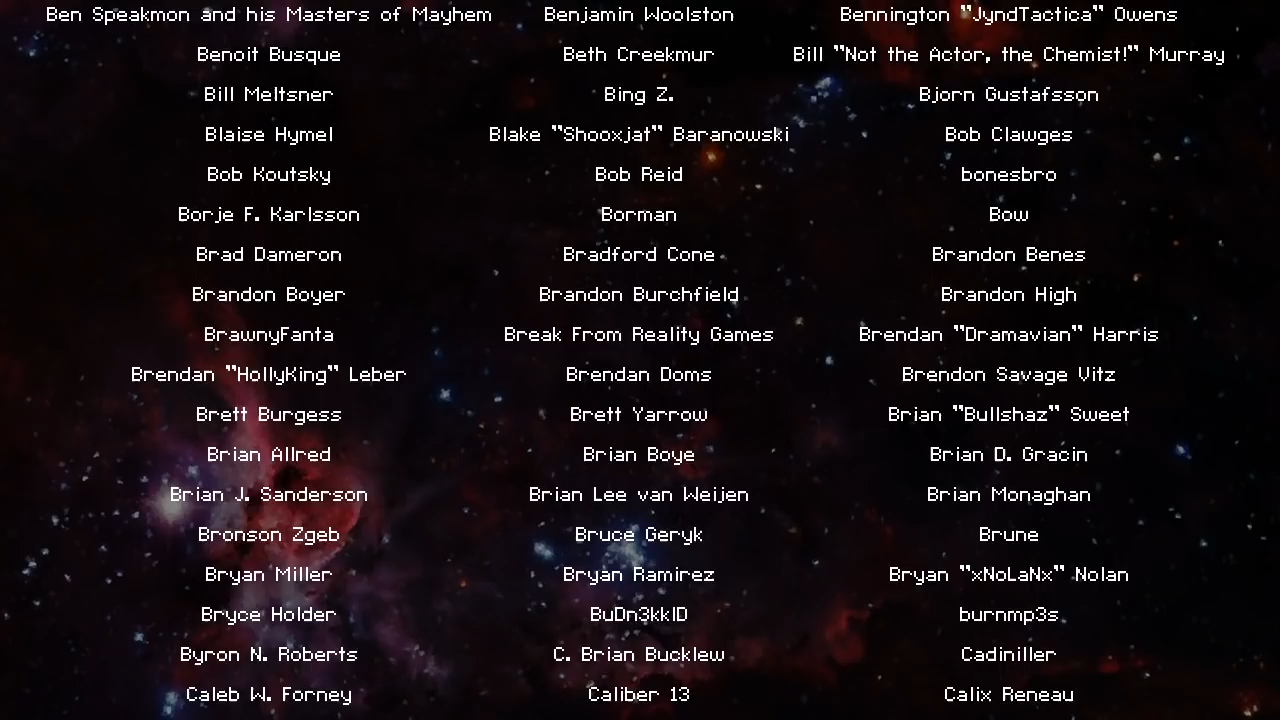 Ben Speakmon and his Masters of Mayhem Benjamin Woolston Bennington "JyndTactica" Owens
Benoit Busque Beth Creekmur Bill "Not the Actor, the Chemist!" Murray
Bill Meltsner Bing Z. Bjorn Gustafsson
Blaise Hymel Blake "Shooxjat" Baranowski Bob Clawges
Bob Koutsky Bob Reid bonesbro
Borje F. Karlsson Borman Bow
Brad Dameron Bradford Cone Brandon Benes
Brandon Boyer Brandon Burchfield Brandon High
BrawnyFanta Break From Reality Games Brendan "Dramavian" Harris
Brendan "HollyKing" Leber Brendan Doms Brendon Savage Vitz
Brett Burgess Brett Yarrow Brian "Bullshaz" Sweet
Brian Allred Brian Boye Brian D. Gracin
Brian J. Sanderson Brian Lee van Weijen Brian Monaghan
Bronson Zgeb Bruce Geryk Brune
Bryan Miller Bryan Ramirez Bryan "xNoLaNx" Nolan
Bryce Holder BuDn3kkID burnmp3s
Byron N. Roberts C. Brian Bucklew Cadiniller
Caleb W. Forney Caliber 13 Calix Reneau